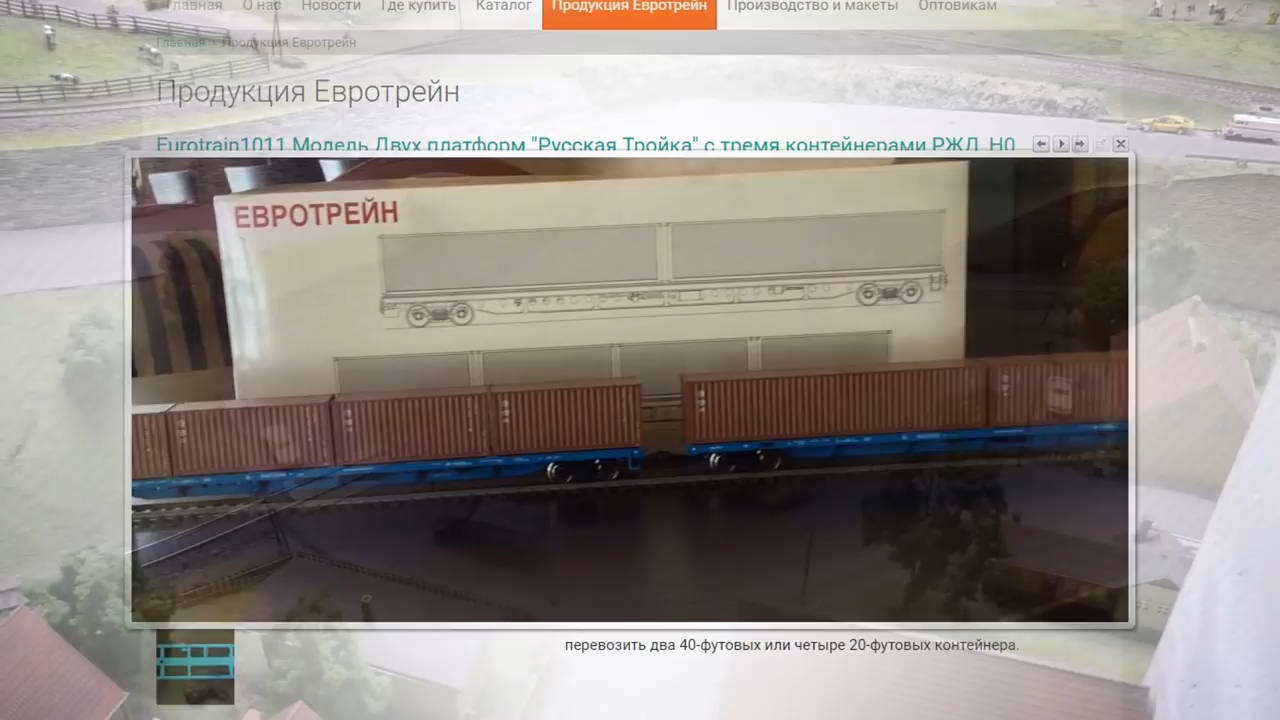 Главная О нас Новости Где купить Каталог Продукция Евротрейн Производство и макеты Оптовикам
Главная Продукция Евротрейн
Продукция Евротрейн
Eurotrain1011 Модель Двух платформ "Русская Тройка" с тремя контейнерами РЖД, H0
ЕВРОТРЕЙН
перевозить два 40-футовых или четыре 20-футовых контейнера.